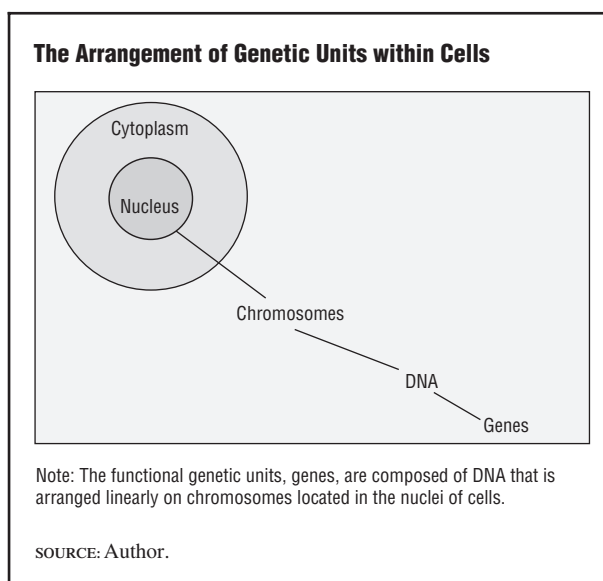 The Arrangement of Genetic Units within Cells
Cytoplasm
Nucleus
Chromosomes
DNA
Genes
Note: The functional genetic units, genes, are composed of DNA that is
arranged linearly on chromosomes located in the nuclei of cells.
SOURCE: Author.